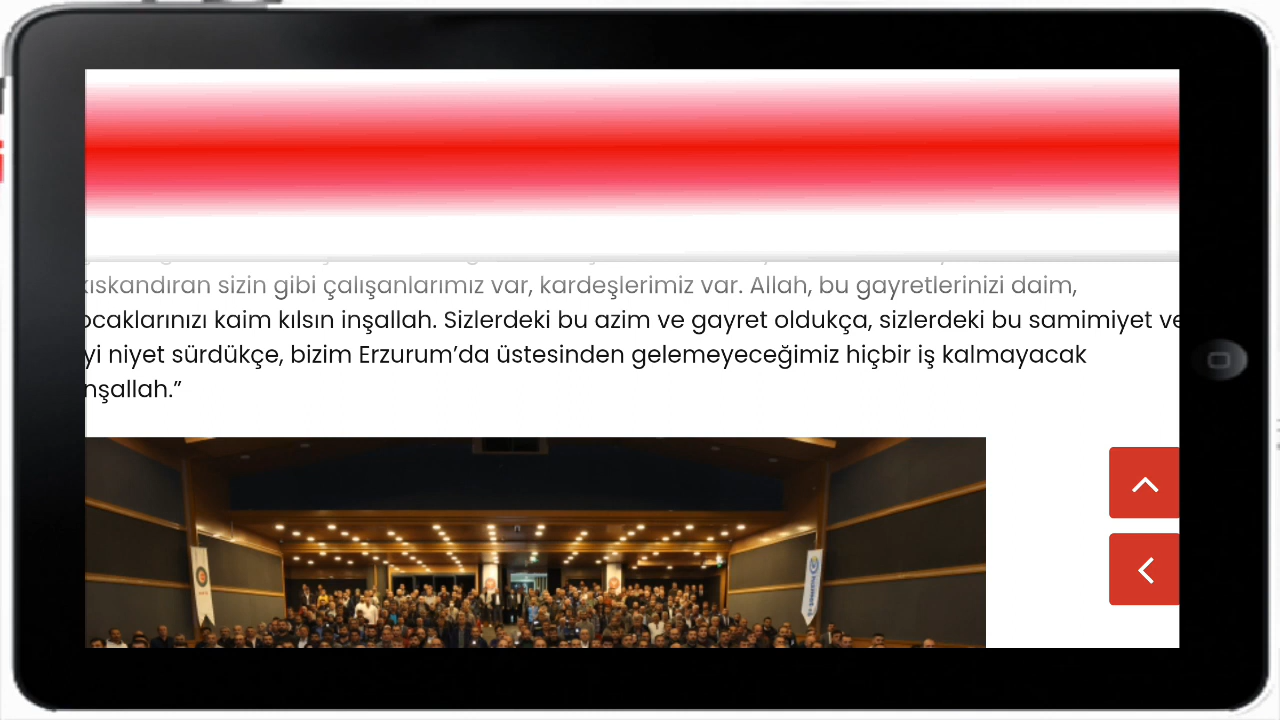 kıskandıran sizin gibi çalışanlarımız var, kardeşlerimiz var. Allah, bu gayretlerinizi daim,
ocaklarınızı kaim kılsın inşallah. Sizlerdeki bu azim ve gayret oldukça, sizlerdeki bu samimiyet ve
yi niyet sürdükçe, bizim Erzurum’da üstesinden gelemeyeceğimiz hiçbir iş kalmayacak
nşallah.”